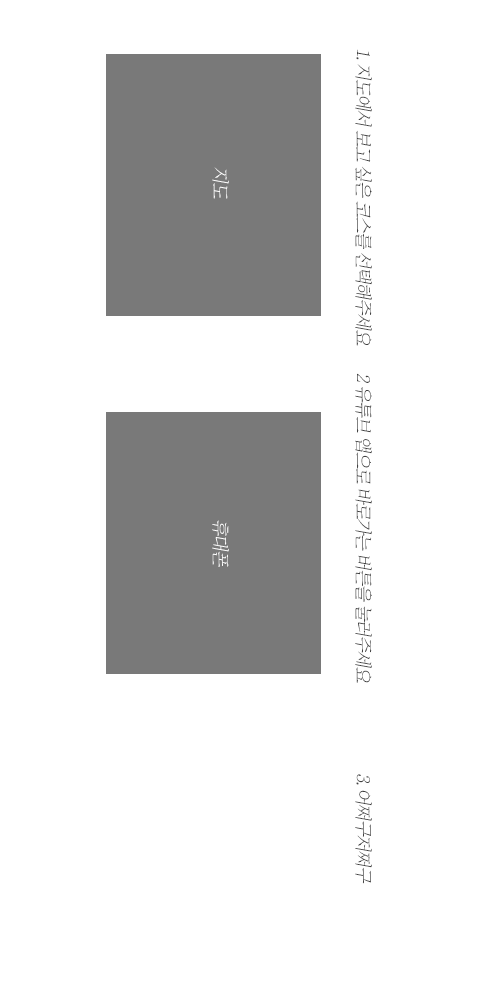 1. 지도에서 보고 싶은 코스를 선택해주세요
지도
2 유튜브 앱으로 바로가는 버튼을 눌러주세요
휴대폰
3. 어쩌구저쩌구